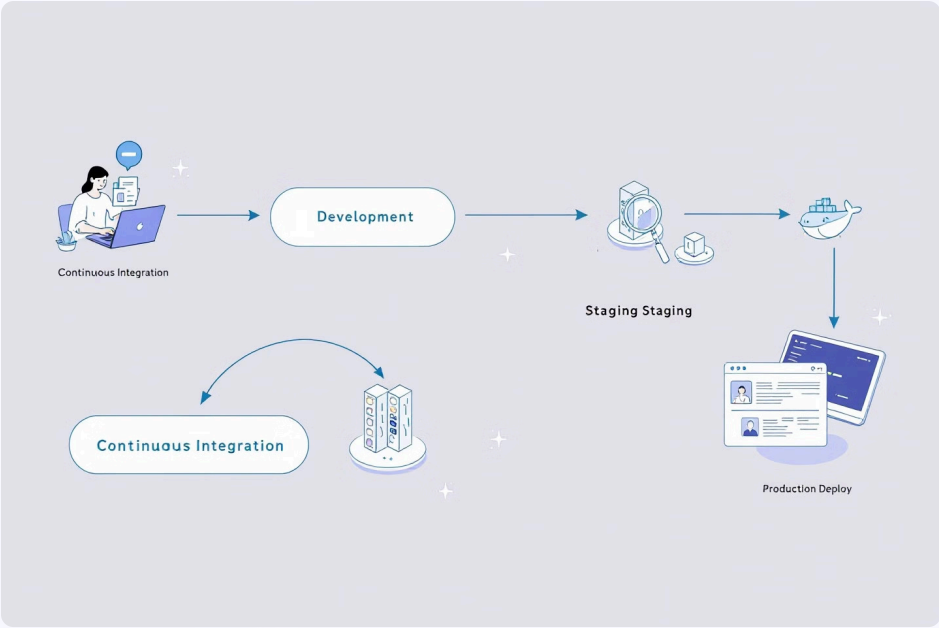 Development
Continuous Integration
Staging Staging
Continuous Integration
Production Deploy